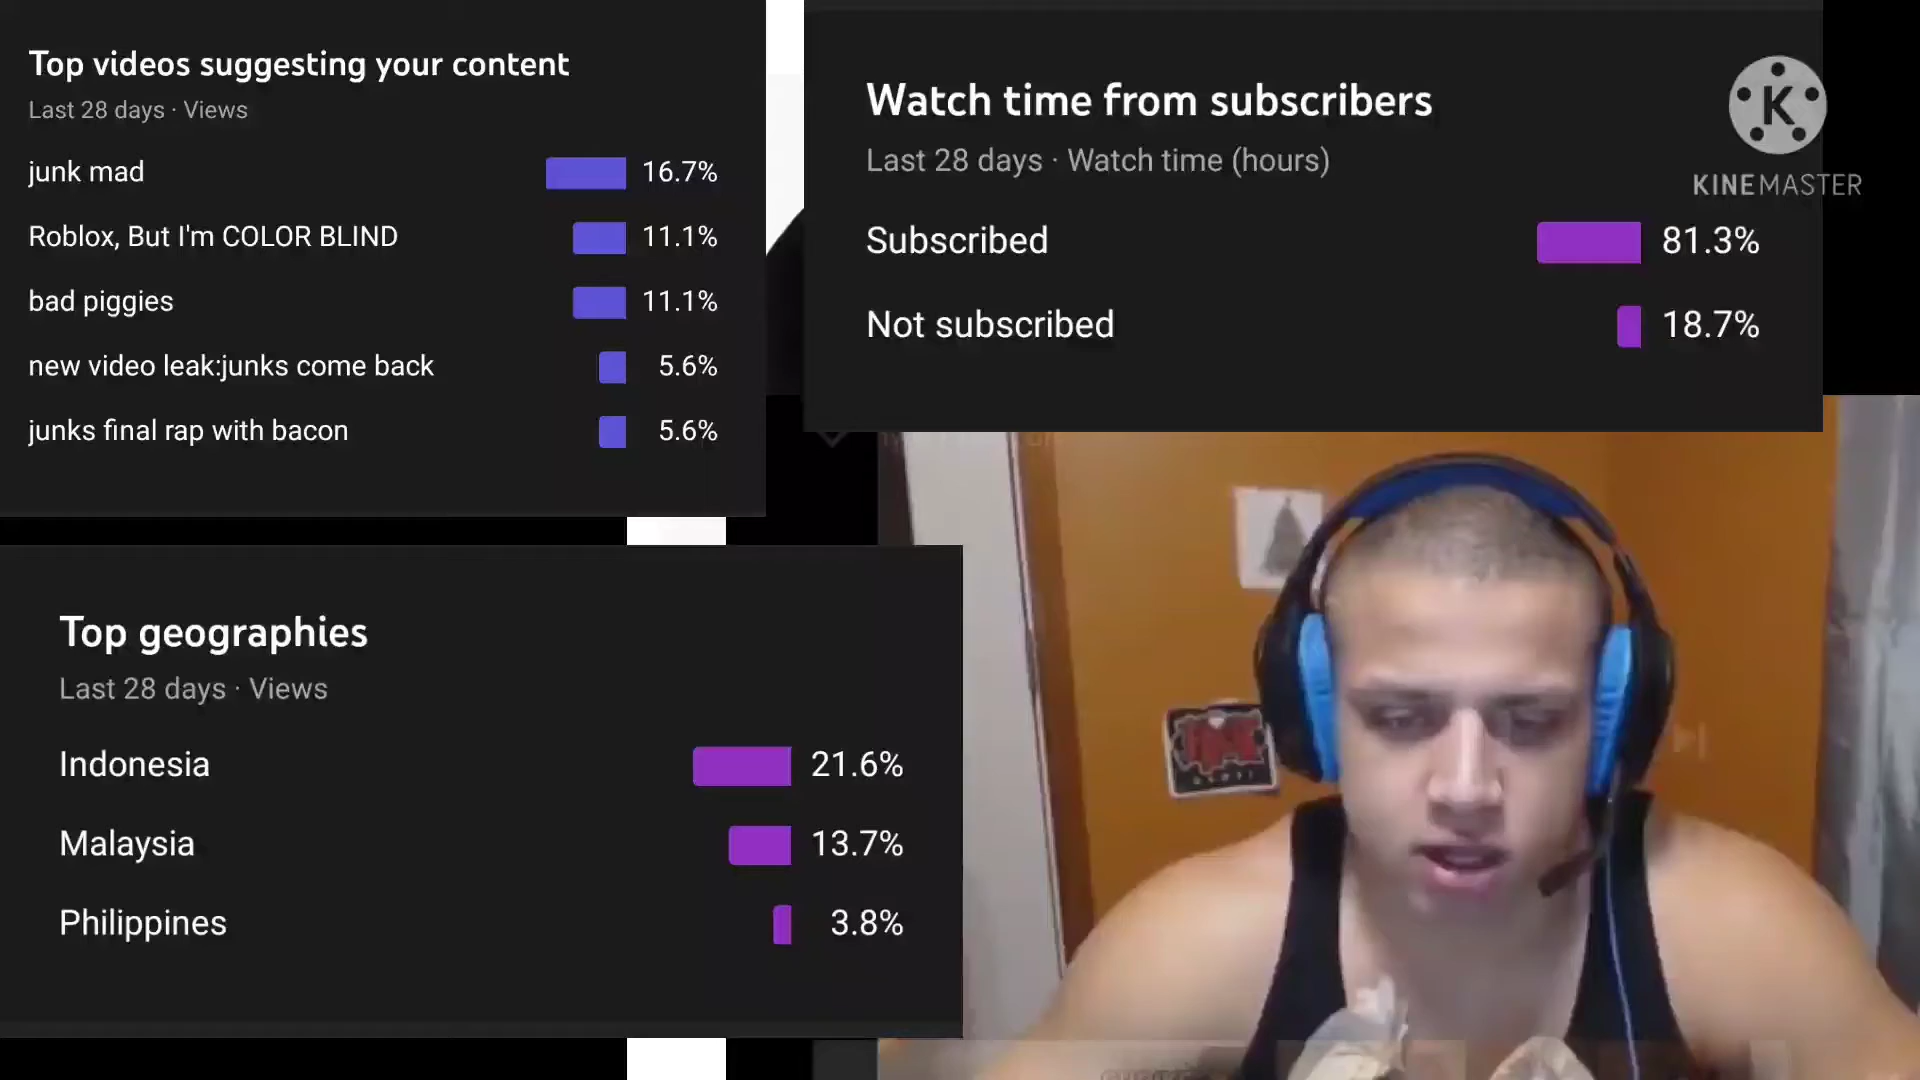 Top videos suggesting your content
Last 28 days · Views
junk mad 16.7%
Roblox, But I'm COLOR BLIND 11.1%
bad piggies 11.1%
new video leak:junks come back 5.6%
junks final rap with bacon 5.6%
Watch time from subscribers
Last 28 days · Watch time (hours)
Subscribed 81.3%
Not subscribed 18.7%
K
KINEMASTER
Top geographies
Last 28 days · Views
Indonesia 21.6%
Malaysia 13.7%
Philippines 3.8%